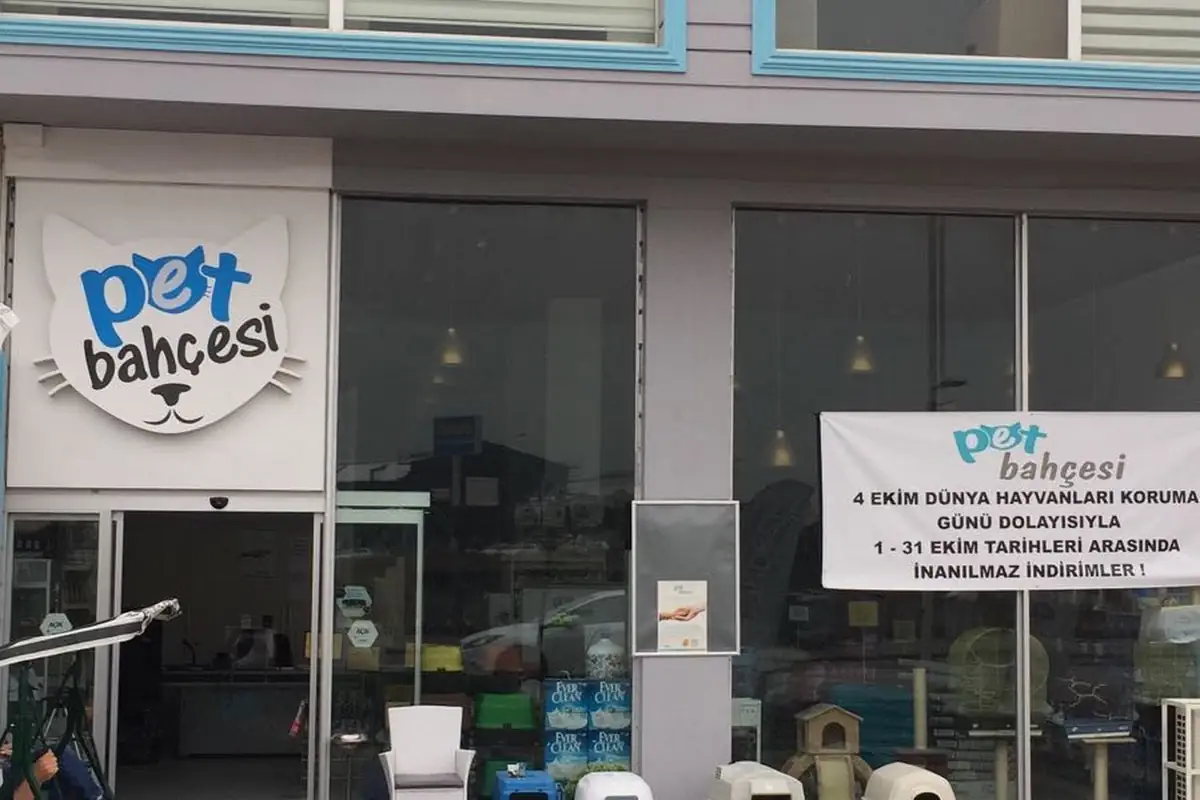 pet
bahçesi
pet
bahçesi
4 EKİM DÜNYA HAYVANLARI KORUMA
GÜNÜ DOLAYISIYLA
1 - 31 EKİM TARİHLERİ ARASINDA
İNANILMAZ İNDİRİMLER !
EVER CLEAN
EVER CLEAN
EVER CLEAN
EVER CLEAN